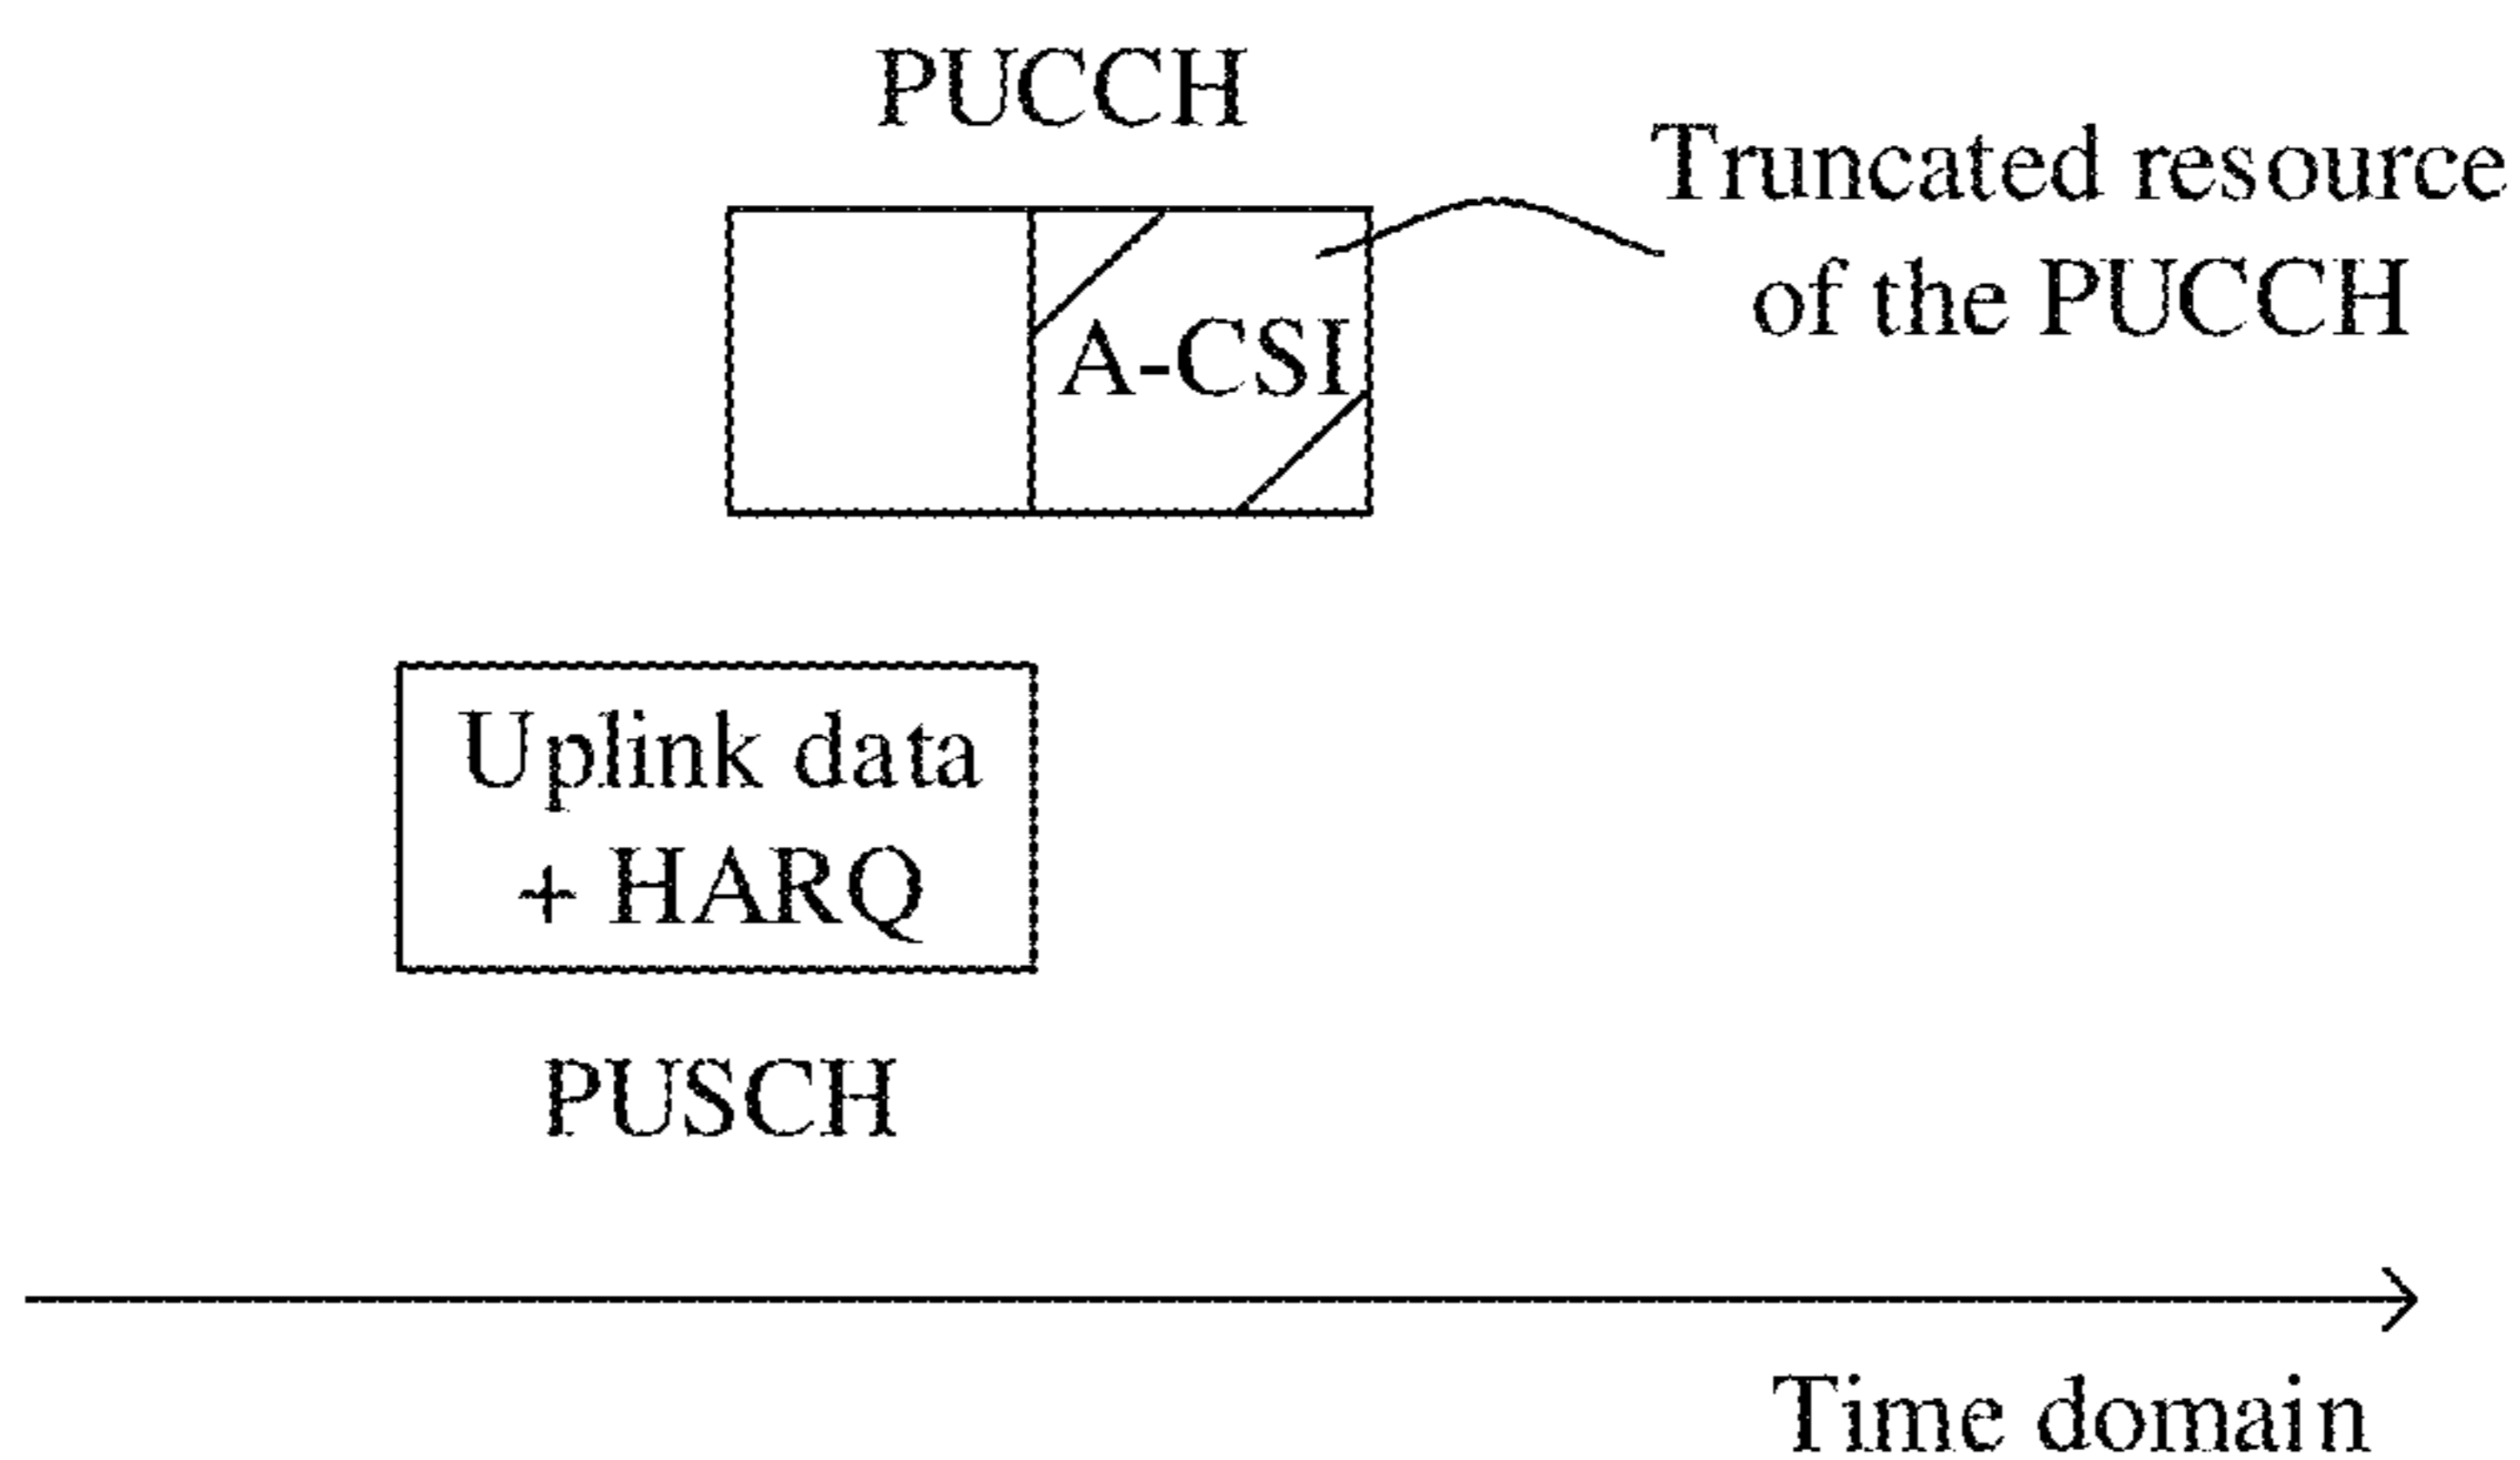 PUCCH
Truncated resource
of the PUCCH
A-CSI
Uplink data
+ HARQ
PUSCH
Time domain